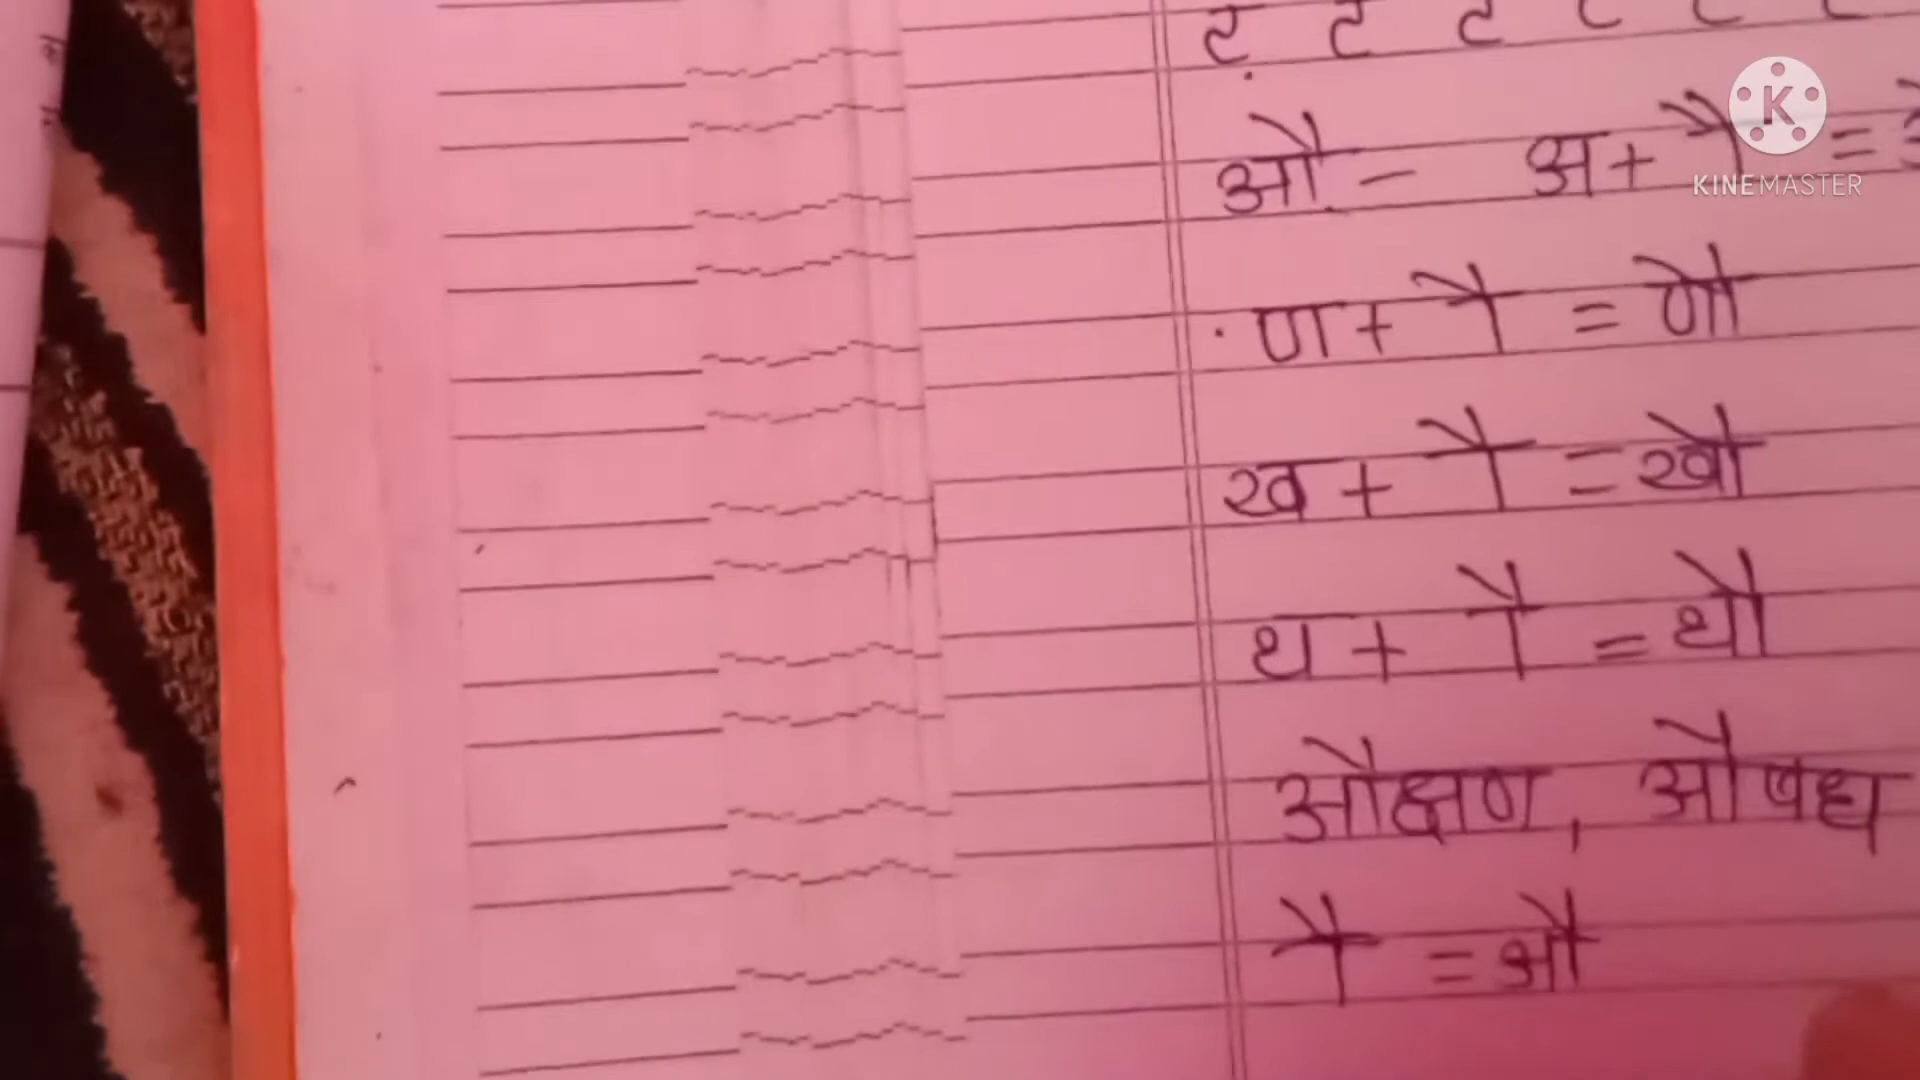 औ - अ + ौ =
K
KINEMASTER
ण + ौ = णौ
ख + ौ = खौ
थ + ौ = थौ
औक्षण, औषध
ौ = औ